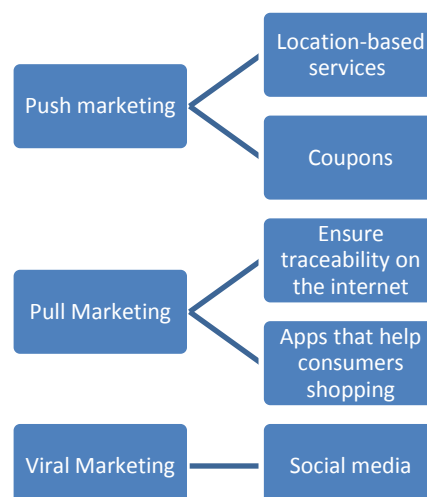 Push marketing
Location-based
services
Coupons
Pull Marketing
Ensure
traceability on
the internet
Apps that help
consumers
shopping
Viral Marketing
Social media